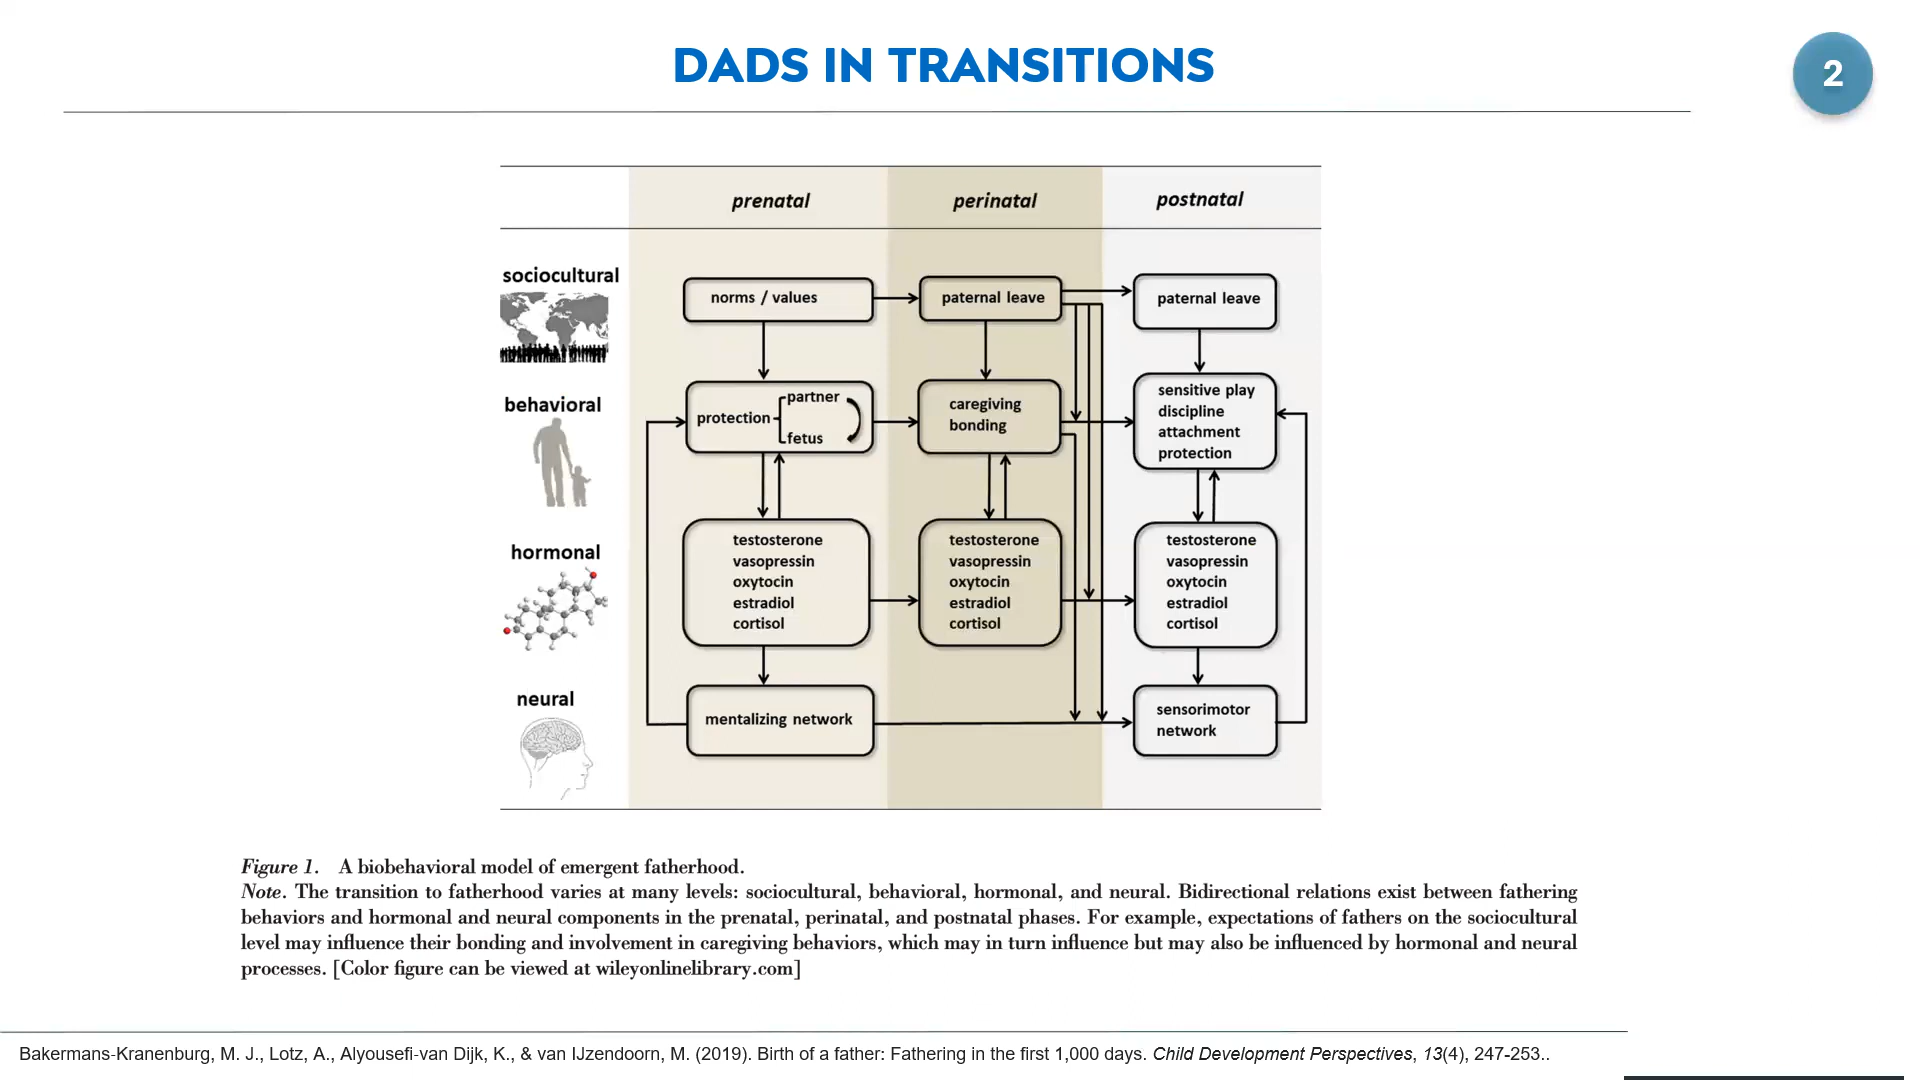 DADS IN TRANSITIONS
2
prenatal
perinatal
postnatal
sociocultural
norms / values
paternal leave
paternal leave
behavioral
protection
partner
fetus
caregiving
bonding
sensitive play
discipline
attachment
protection
hormonal
testosterone
vasopressin
oxytocin
estradiol
cortisol
testosterone
vasopressin
oxytocin
estradiol
cortisol
testosterone
vasopressin
oxytocin
estradiol
cortisol
neural
mentalizing network
sensorimotor
network
Figure 1. A biobehavioral model of emergent fatherhood.
Note. The transition to fatherhood varies at many levels: sociocultural, behavioral, hormonal, and neural. Bidirectional relations exist between fathering
behaviors and hormonal and neural components in the prenatal, perinatal, and postnatal phases. For example, expectations of fathers on the sociocultural
level may influence their bonding and involvement in caregiving behaviors, which may in turn influence but may also be influenced by hormonal and neural
processes. [Color figure can be viewed at wileyonlinelibrary.com]
Bakermans-Kranenburg, M. J., Lotz, A., Alyousefi-van Dijk, K., & van IJzendoorn, M. (2019). Birth of a father: Fathering in the first 1,000 days. Child Development Perspectives, 13(4), 247-253..